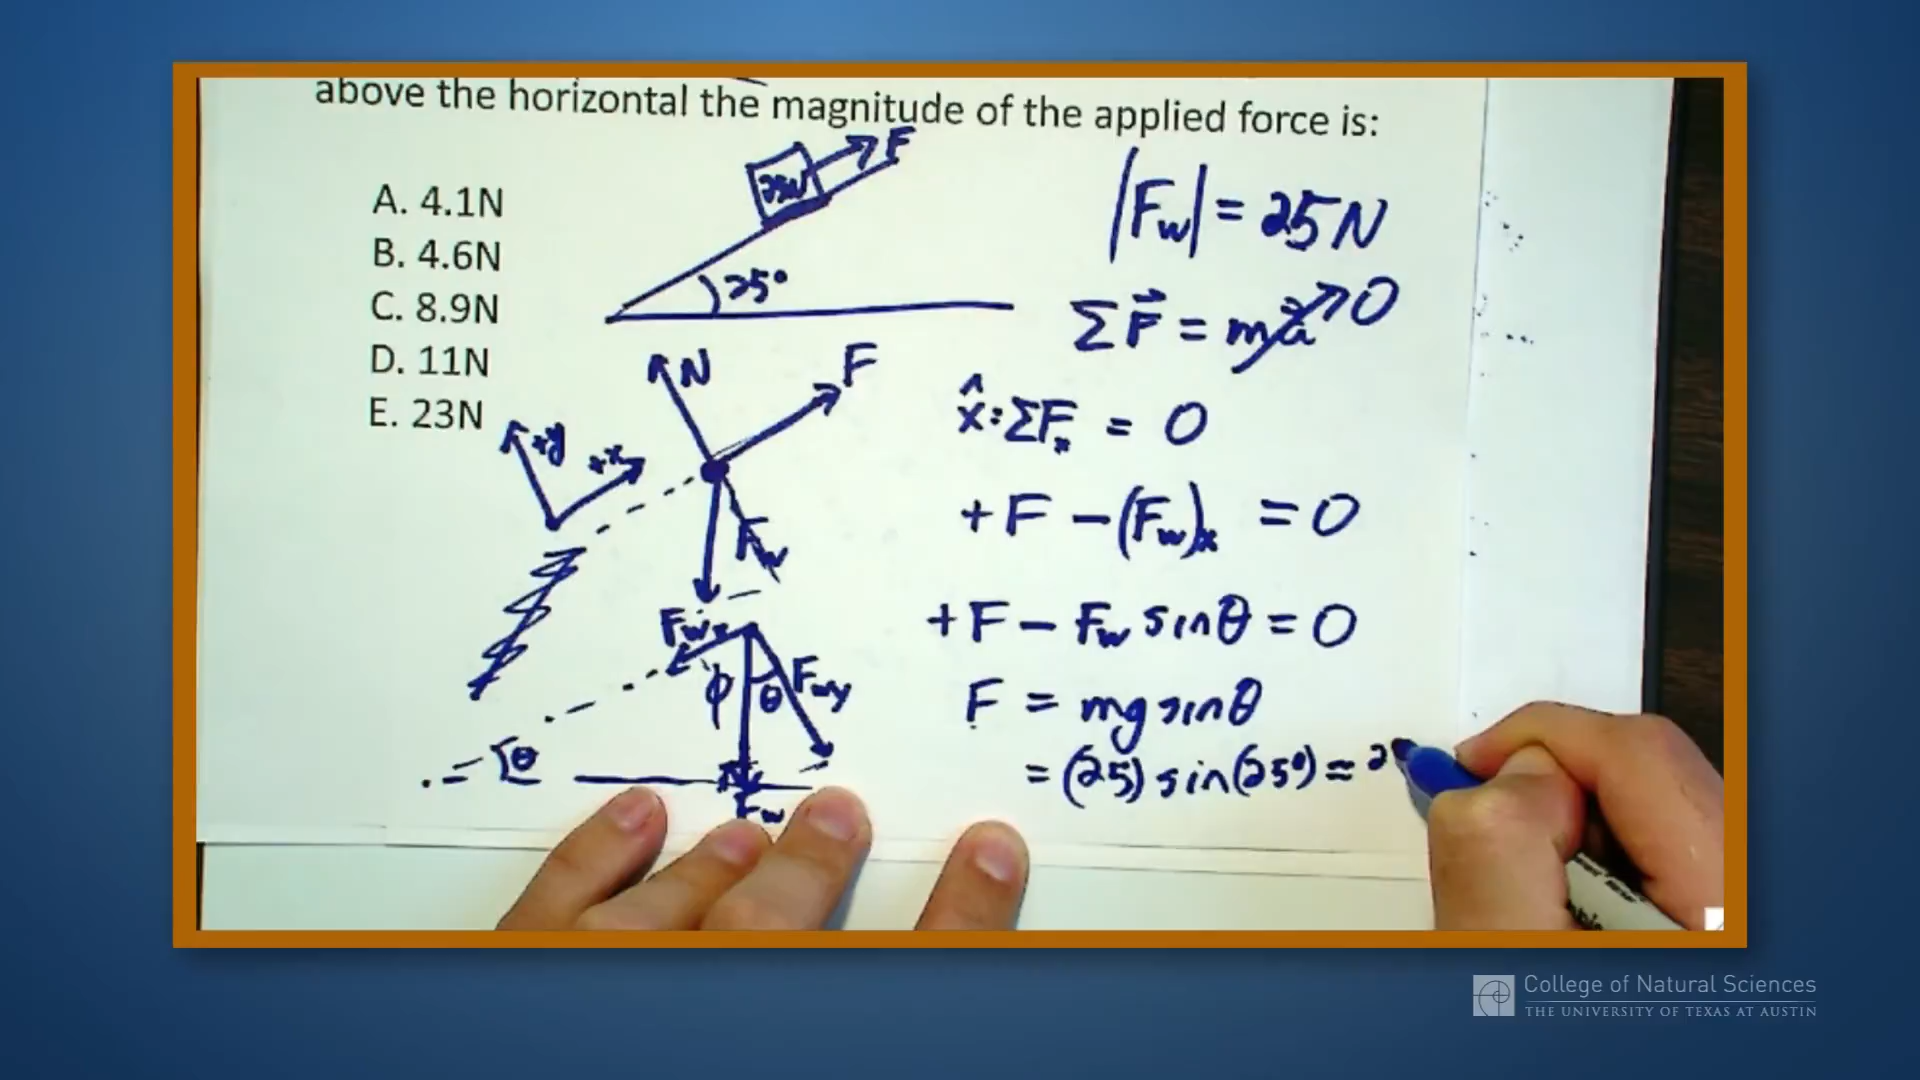 above the horizontal the magnitude of the applied force is:
A. 4.1N
B. 4.6N
C. 8.9N
D. 11N
E. 23N
25N
F
25°
N
F
+y
+x
Fw
Fwx
ϕ
θ
Fwy
θ
Fw
|Fw| = 25N
ΣF = ma 0
x̂: ΣFx = 0
+F - (Fw)x = 0
+F - Fw sinθ = 0
F = mg sinθ
= (25) sin(25°) ≈
College of Natural Sciences
THE UNIVERSITY OF TEXAS AT AUSTIN